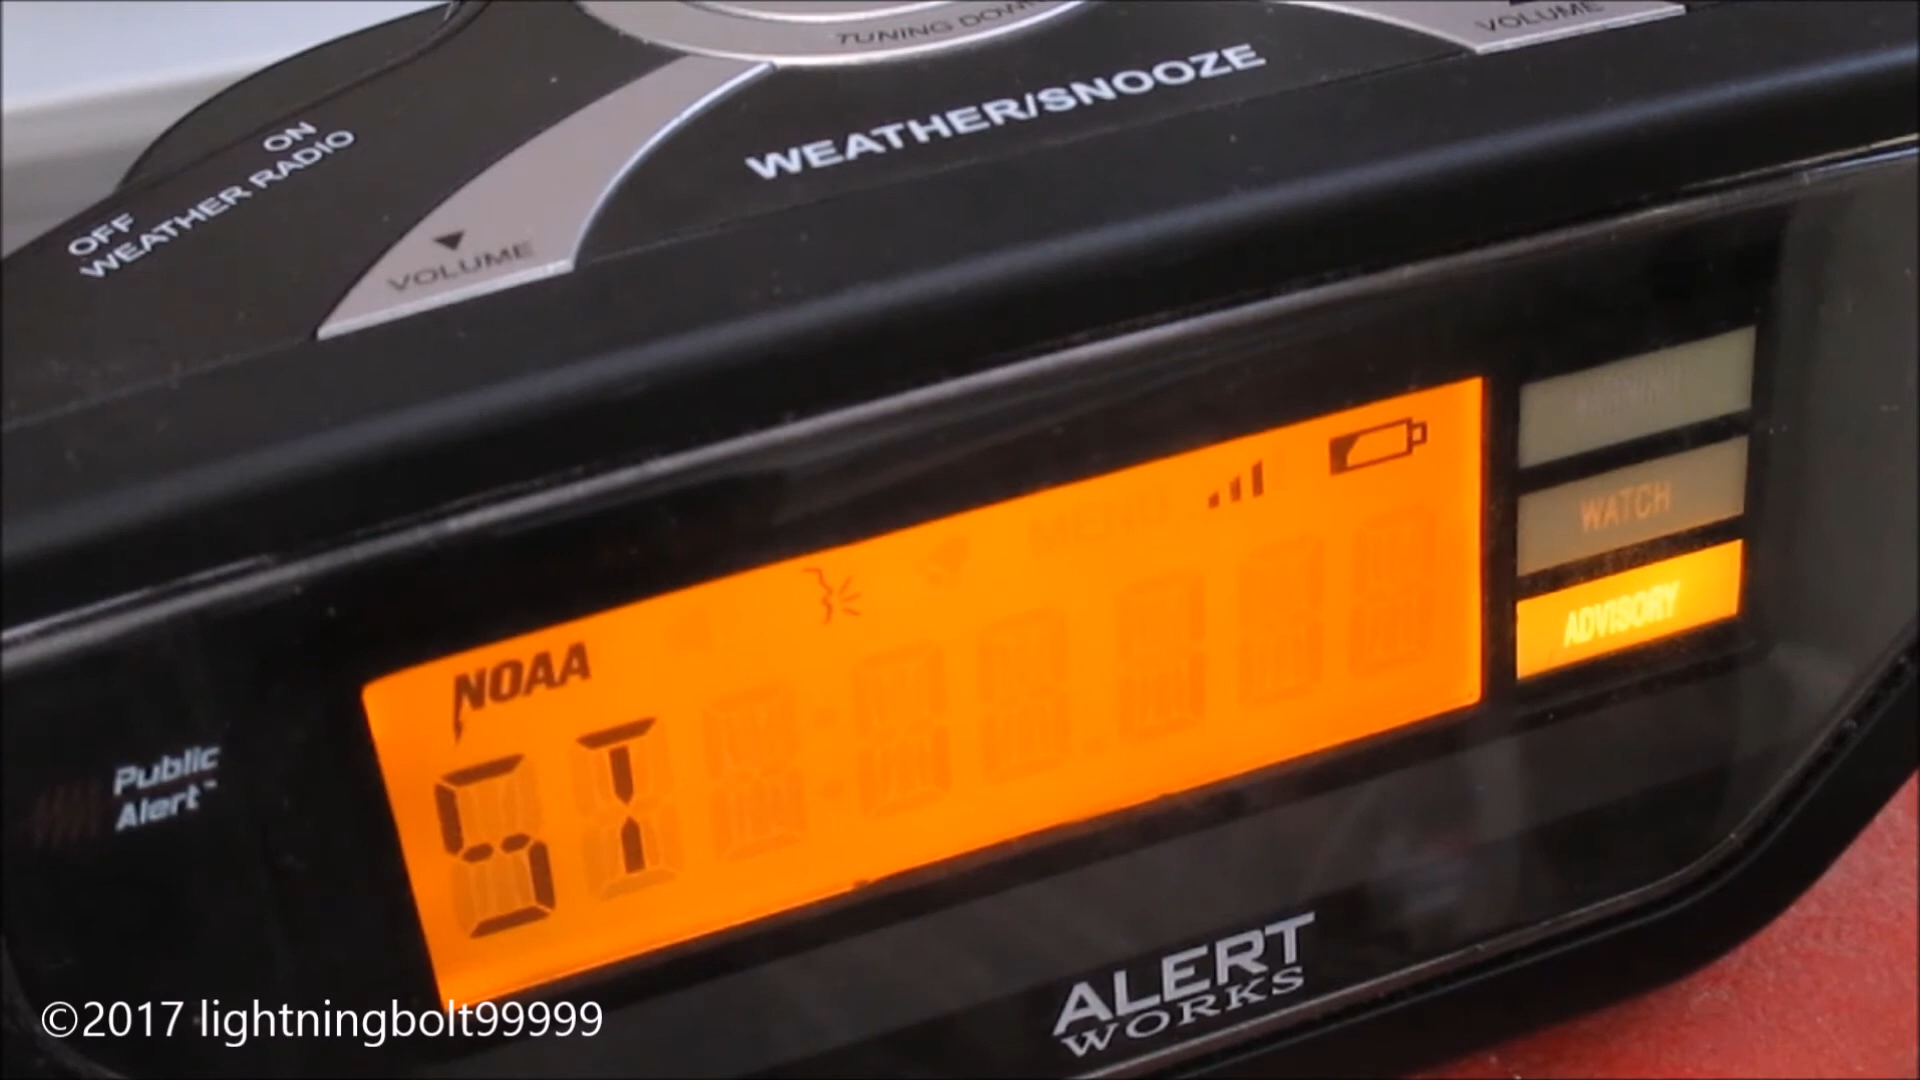 TUNING DOWN
VOLUME
WEATHER/SNOOZE
ON
OFF
WEATHER RADIO
VOLUME
NOAA
ST
WATCH
ADVISORY
Public
Alert™
ALERT
WORKS
©2017 lightningbolt99999